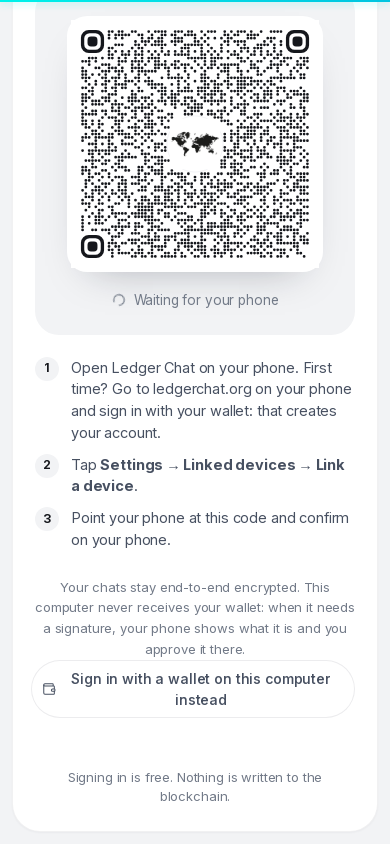 Waiting for your phone
1
Open Ledger Chat on your phone. First
time? Go to ledgerchat.org on your phone
and sign in with your wallet: that creates
your account.
2
Tap Settings → Linked devices → Link
a device.
3
Point your phone at this code and confirm
on your phone.
Your chats stay end-to-end encrypted. This
computer never receives your wallet: when it needs
a signature, your phone shows what it is and you
approve it there.
Sign in with a wallet on this computer
instead
Signing in is free. Nothing is written to the
blockchain.